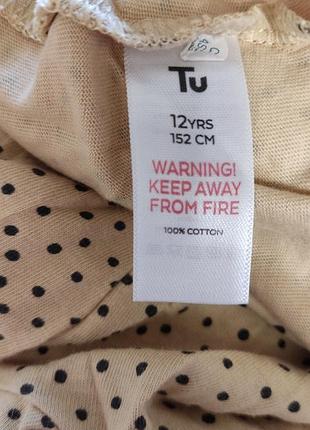 Tu
12YRS
152 CM
WARNING!
KEEP AWAY
FROM FIRE
100% COTTON